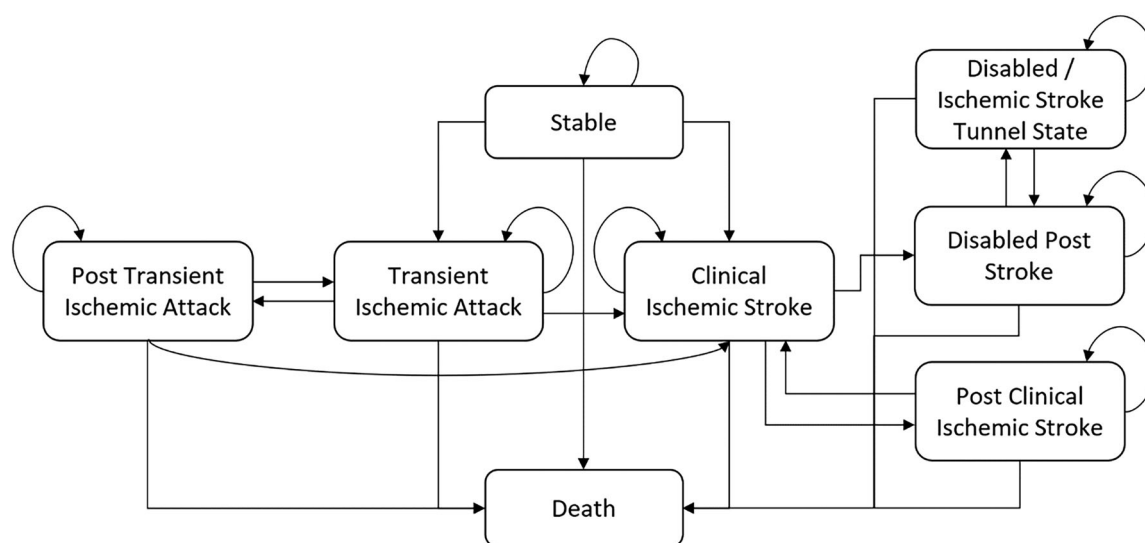 Disabled /
Ischemic Stroke
Tunnel State
Stable
Post Transient
Ischemic Attack
Transient
Ischemic Attack
Clinical
Ischemic Stroke
Disabled Post
Stroke
Post Clinical
Ischemic Stroke
Death